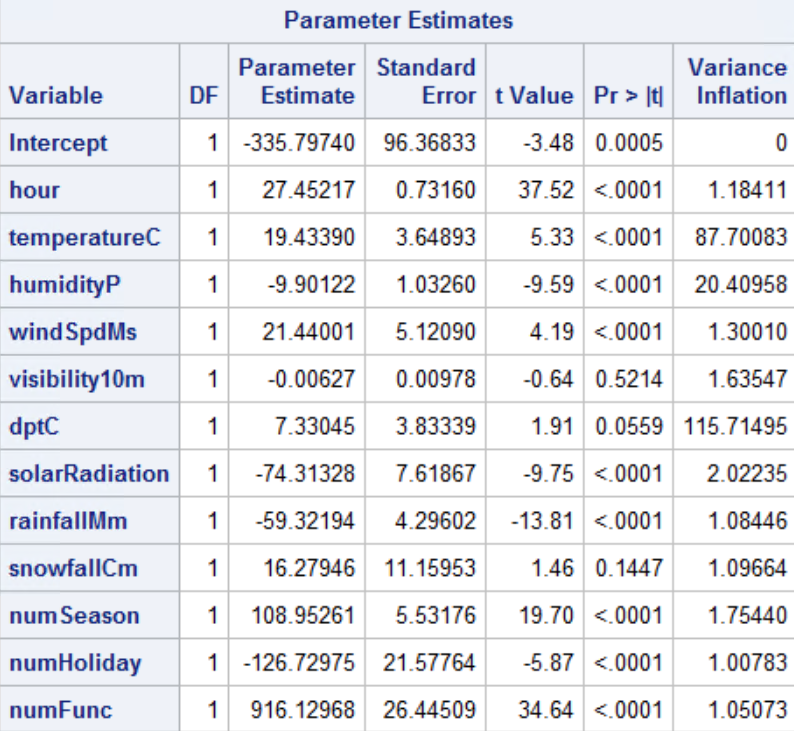 Parameter Estimates
Variable DF Parameter Estimate Standard Error t Value Pr > |t| Variance Inflation
Intercept 1 -335.79740 96.36833 -3.48 0.0005 0
hour 1 27.45217 0.73160 37.52 <.0001 1.18411
temperatureC 1 19.43390 3.64893 5.33 <.0001 87.70083
humidityP 1 -9.90122 1.03260 -9.59 <.0001 20.40958
windSpdMs 1 21.44001 5.12090 4.19 <.0001 1.30010
visibility10m 1 -0.00627 0.00978 -0.64 0.5214 1.63547
dptC 1 7.33045 3.83339 1.91 0.0559 115.71495
solarRadiation 1 -74.31328 7.61867 -9.75 <.0001 2.02235
rainfallMm 1 -59.32194 4.29602 -13.81 <.0001 1.08446
snowfallCm 1 16.27946 11.15953 1.46 0.1447 1.09664
numSeason 1 108.95261 5.53176 19.70 <.0001 1.75440
numHoliday 1 -126.72975 21.57764 -5.87 <.0001 1.00783
numFunc 1 916.12968 26.44509 34.64 <.0001 1.05073